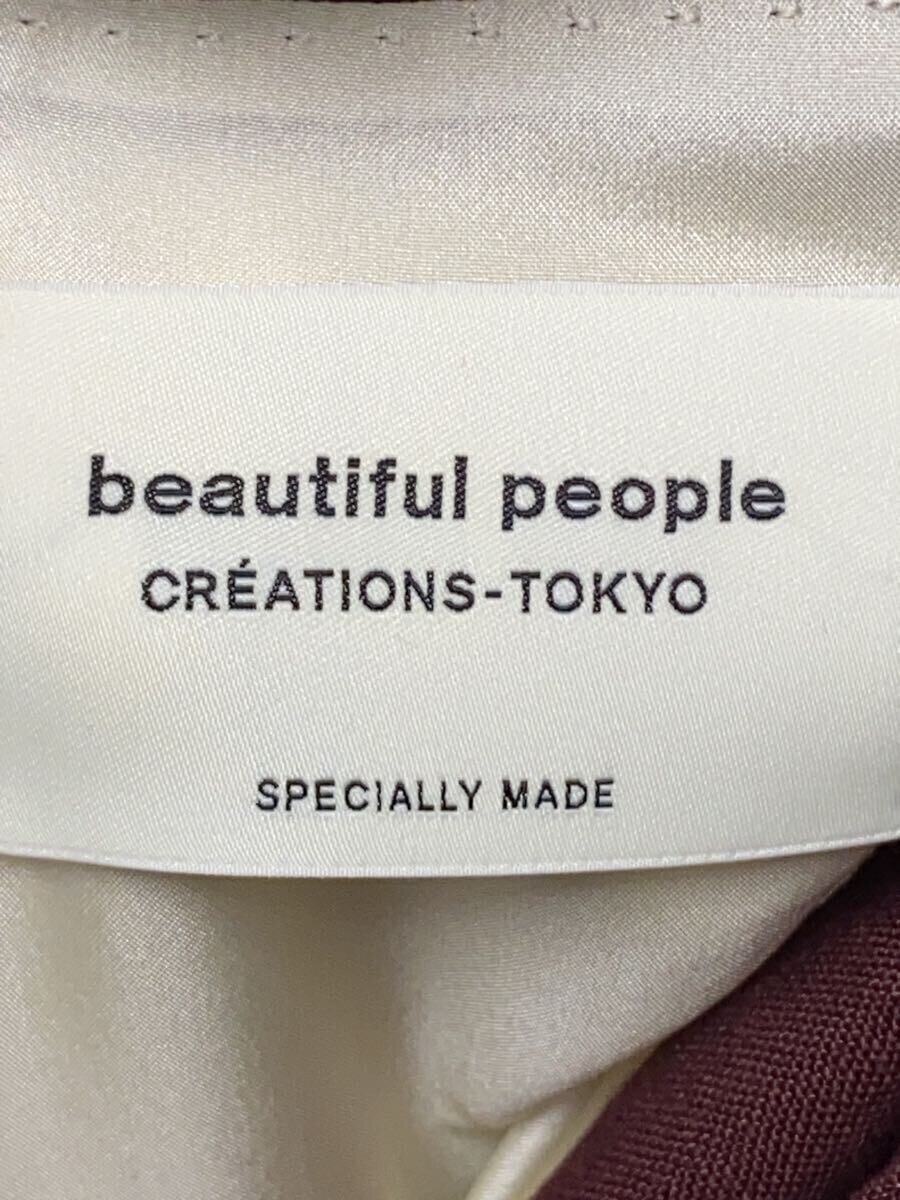 beautiful people
CRÉATIONS-TOKYO
SPECIALLY MADE